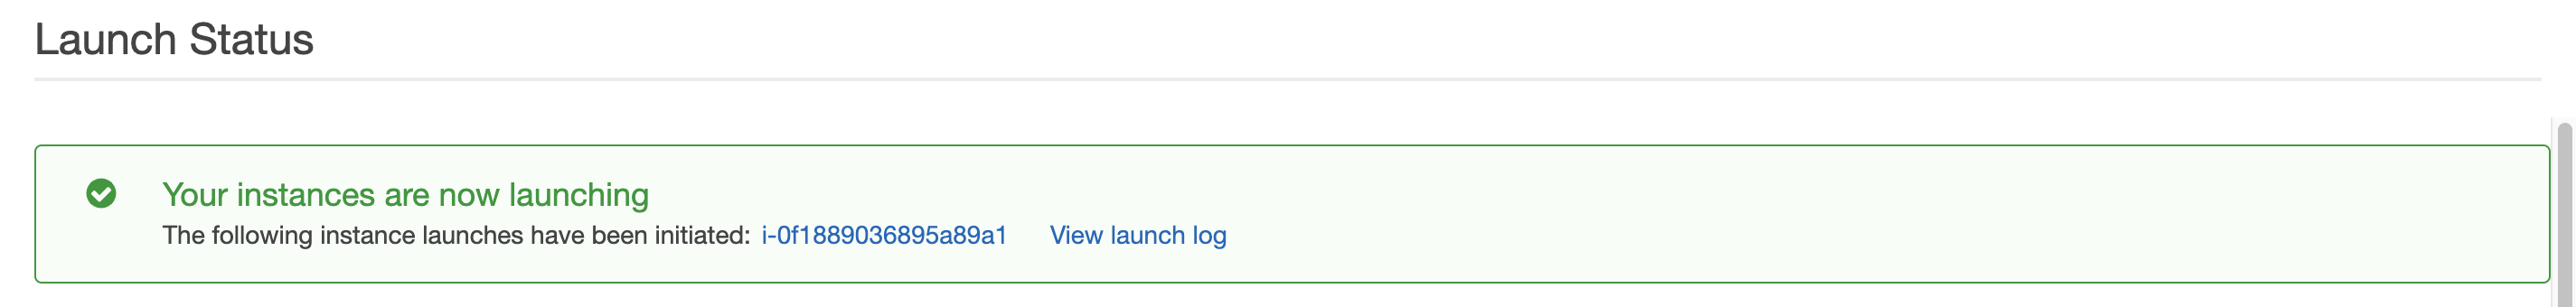 Launch Status
Your instances are now launching
The following instance launches have been initiated: i-0f1889036895a89a1 View launch log